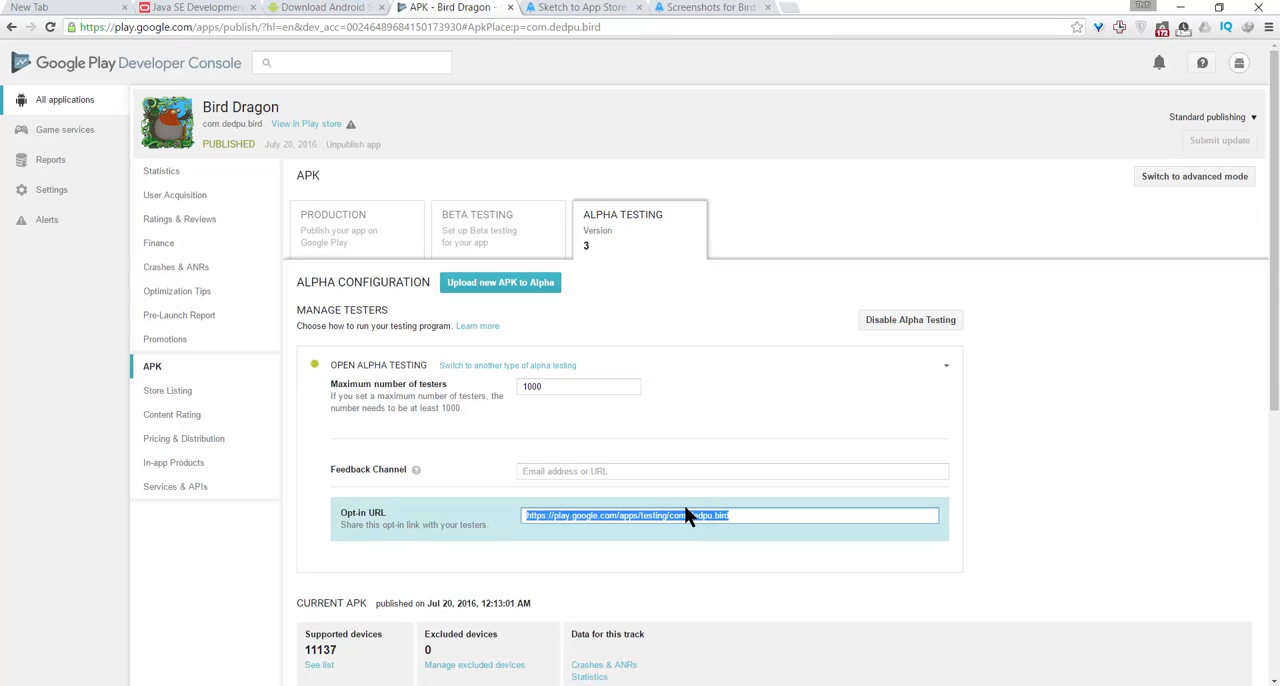 New Tab
Java SE Developmen
Download Android S
APK - Bird Dragon -
Sketch to App Store
Screenshots for Bird
https://play.google.com/apps/publish/?hl=en&dev_acc=00246489684150173930#ApkPlace:p=com.dedpu.bird
Google Play Developer Console
All applications
Game services
Reports
Settings
Alerts
Bird Dragon
com.dedpu.bird View in Play store
PUBLISHED July 20, 2016 Unpublish app
Standard publishing
Submit update
Statistics
User Acquisition
Ratings & Reviews
Finance
Crashes & ANRs
Optimization Tips
Pre-Launch Report
Promotions
APK
Store Listing
Content Rating
Pricing & Distribution
In-app Products
Services & APIs
APK
Switch to advanced mode
PRODUCTION
Publish your app on
Google Play
BETA TESTING
Set up Beta testing
for your app
ALPHA TESTING
Version
3
ALPHA CONFIGURATION Upload new APK to Alpha
MANAGE TESTERS
Choose how to run your testing program. Learn more
Disable Alpha Testing
OPEN ALPHA TESTING Switch to another type of alpha testing
Maximum number of testers 1000
If you set a maximum number of testers, the
number needs to be at least 1000.
Feedback Channel Email address or URL
Opt-in URL
Share this opt-in link with your testers.
https://play.google.com/apps/testing/com.dedpu.bird
CURRENT APK published on Jul 20, 2016, 12:13:01 AM
Supported devices
11137
See list
Excluded devices
0
Manage excluded devices
Data for this track
Crashes & ANRs
Statistics